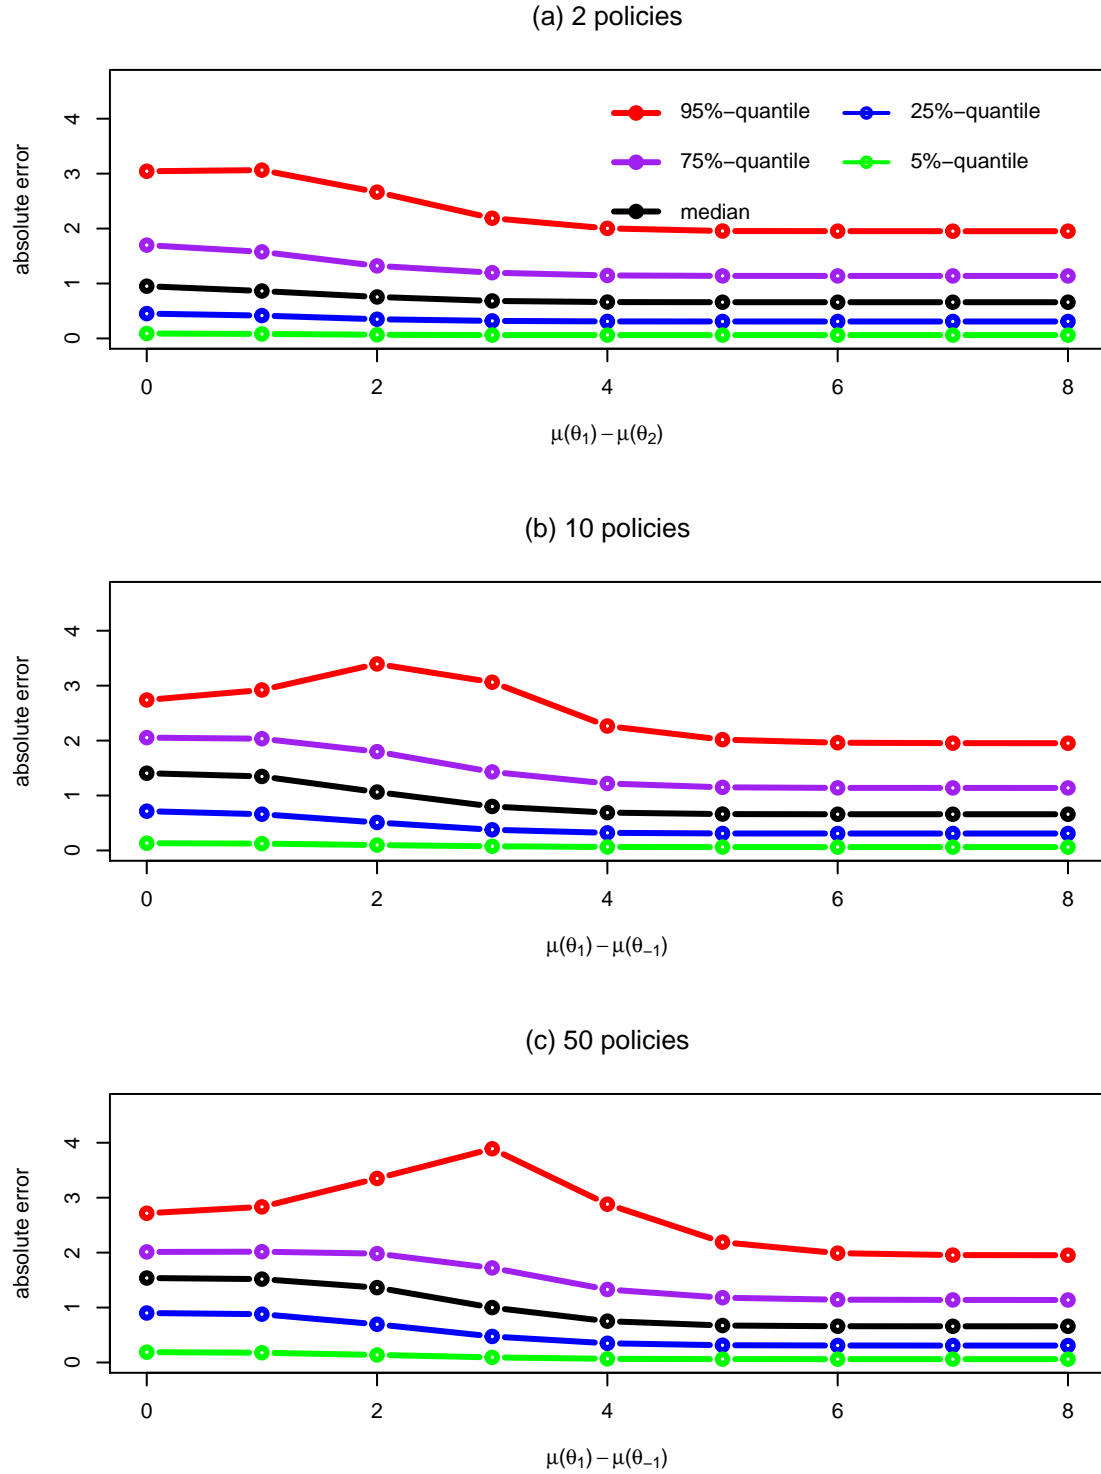 (a) 2 policies
4
3
2
1
0
absolute error
95%−quantile 25%−quantile
75%−quantile 5%−quantile
median
0 2 4 6 8
μ(θ1) − μ(θ2)
(b) 10 policies
4
3
2
1
0
absolute error
0 2 4 6 8
μ(θ1) − μ(θ−1)
(c) 50 policies
4
3
2
1
0
absolute error
0 2 4 6 8
μ(θ1) − μ(θ−1)